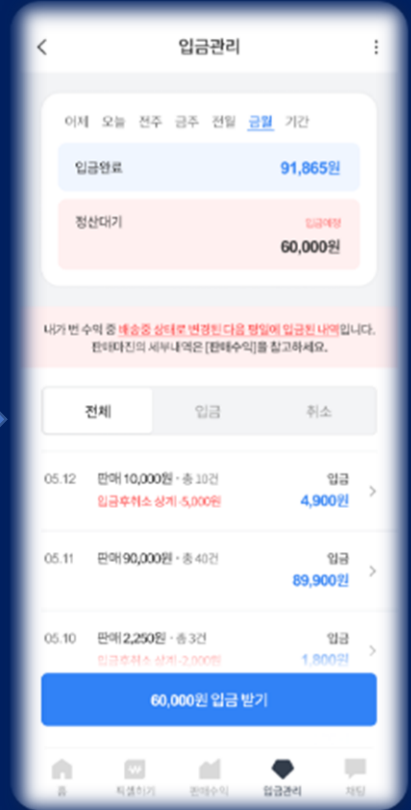 입금관리
어제 오늘 전주 금주 전월 금월 기간
입금완료 91,865원
정산대기 입금예정
60,000원
내가 번 수익 중 배송중 상태로 변경된 다음 평일에 입금된 내역입니다.
판매마진의 세부내역은 [판매수익]을 참고하세요.
전체 입금 취소
05.12 판매 10,000원 · 총 10건 입금
입금후취소 상계 -5,000원 4,900원
05.11 판매 90,000원 · 총 40건 입금
89,900원
05.10 판매 2,250원 · 총 3건 입금
입금후취소 상계 -2,000원 1,800원
60,000원 입금 받기
홈 톡셀하기 판매수익 입금관리 채팅